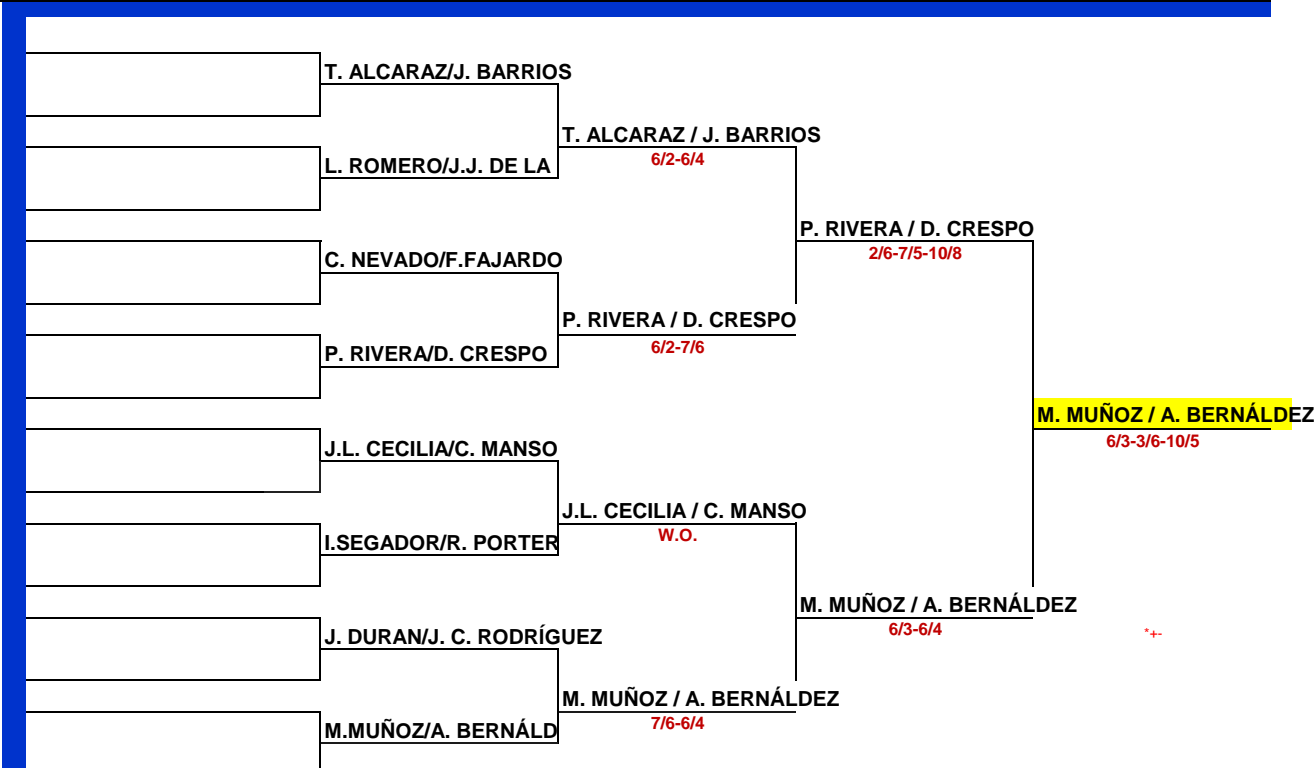 T. ALCARAZ/J. BARRIOS
T. ALCARAZ / J. BARRIOS
6/2-6/4
L. ROMERO/J.J. DE LA
P. RIVERA / D. CRESPO
2/6-7/5-10/8
C. NEVADO/F.FAJARDO
P. RIVERA / D. CRESPO
6/2-7/6
P. RIVERA/D. CRESPO
M. MUÑOZ / A. BERNÁLDEZ
6/3-3/6-10/5
J.L. CECILIA/C. MANSO
J.L. CECILIA / C. MANSO
W.O.
I.SEGADOR/R. PORTER
M. MUÑOZ / A. BERNÁLDEZ
6/3-6/4
*+-
J. DURAN/J. C. RODRÍGUEZ
M. MUÑOZ / A. BERNÁLDEZ
7/6-6/4
M.MUÑOZ/A. BERNÁLD